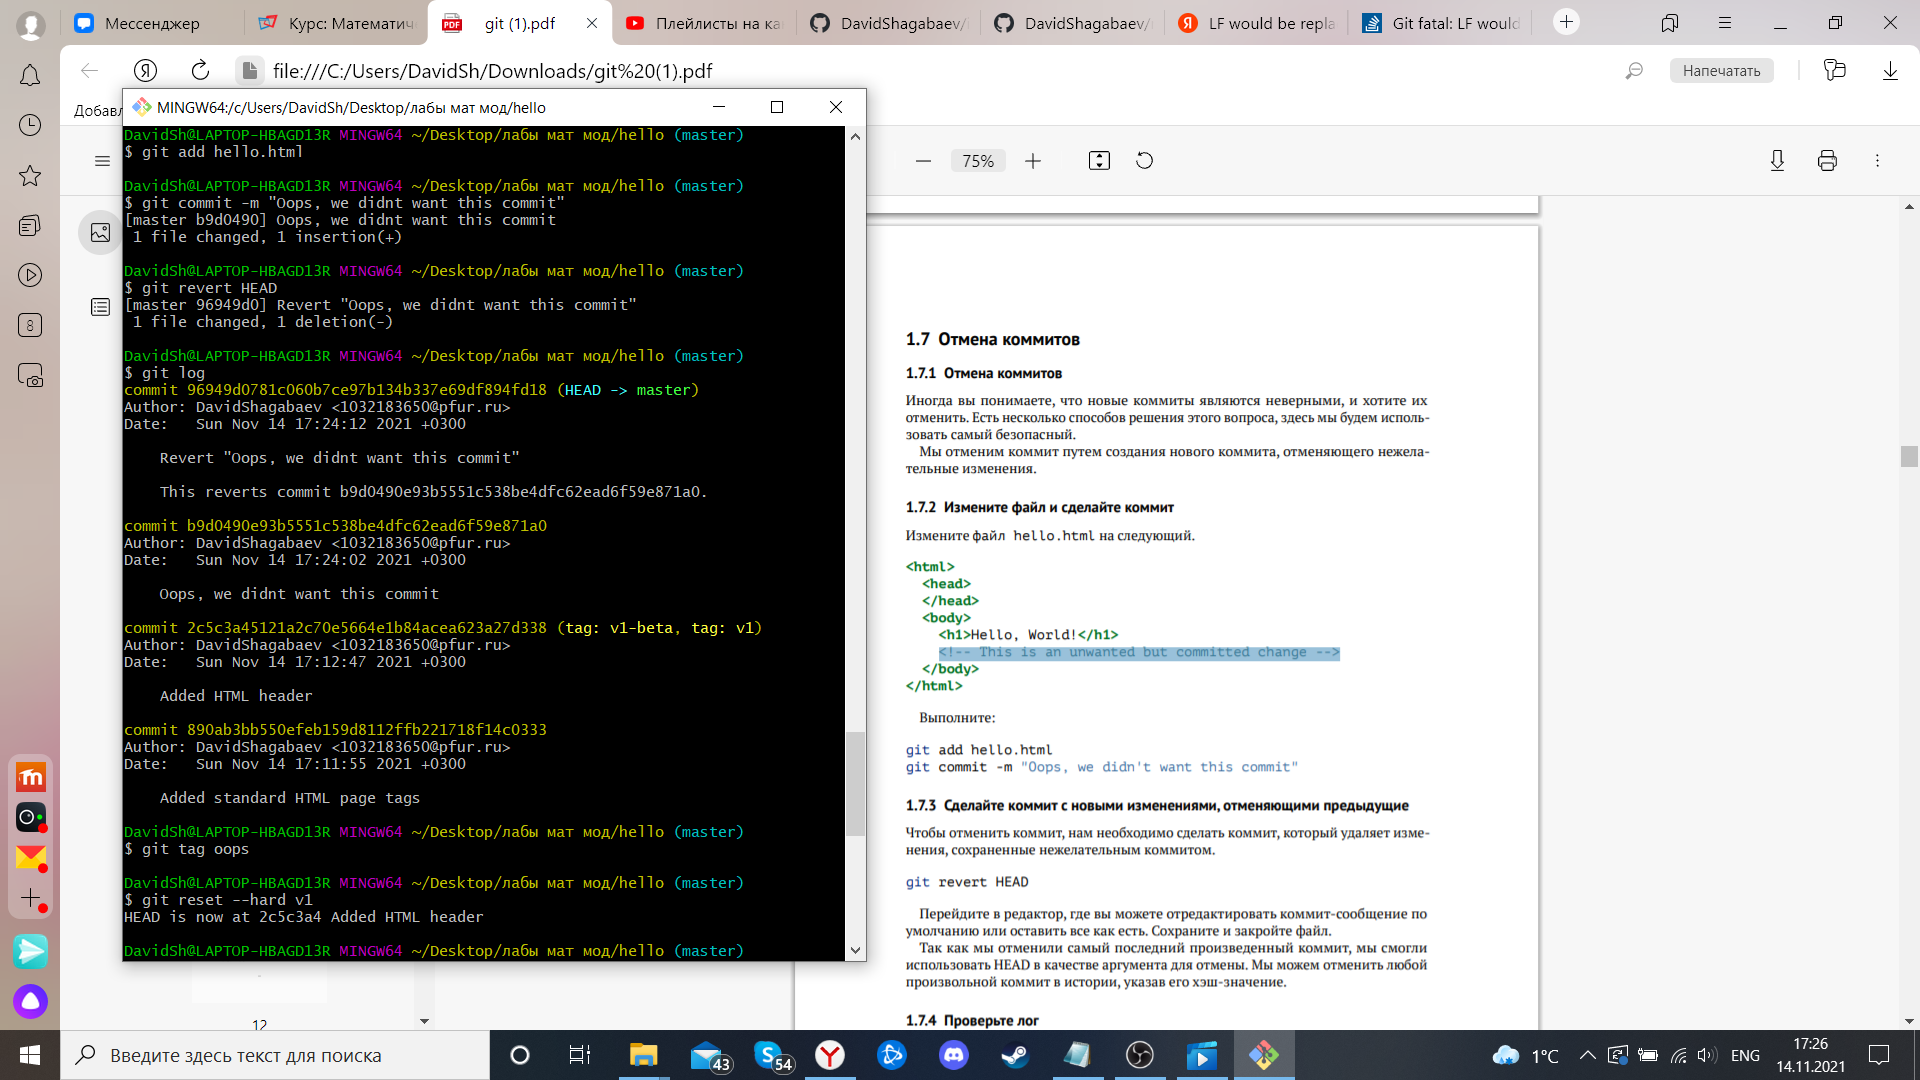 Мессенджер
Курс: Математич
git (1).pdf
Плейлисты на ка
DavidShagabaev/
DavidShagabaev/
LF would be repla
Git fatal: LF would
file:///C:/Users/DavidSh/Downloads/git%20(1).pdf
Напечатать
Добавл
MINGW64:/c/Users/DavidSh/Desktop/лабы мат мод/hello
DavidSh@LAPTOP-HBAGD13R MINGW64 ~/Desktop/лабы мат мод/hello (master)
$ git add hello.html
DavidSh@LAPTOP-HBAGD13R MINGW64 ~/Desktop/лабы мат мод/hello (master)
$ git commit -m "Oops, we didnt want this commit"
[master b9d0490] Oops, we didnt want this commit
1 file changed, 1 insertion(+)
DavidSh@LAPTOP-HBAGD13R MINGW64 ~/Desktop/лабы мат мод/hello (master)
$ git revert HEAD
[master 96949d0] Revert "Oops, we didnt want this commit"
1 file changed, 1 deletion(-)
DavidSh@LAPTOP-HBAGD13R MINGW64 ~/Desktop/лабы мат мод/hello (master)
$ git log
commit 96949d0781c060b7ce97b134b337e69df894fd18 (HEAD -> master)
Author: DavidShagabaev <1032183650@pfur.ru>
Date: Sun Nov 14 17:24:12 2021 +0300
Revert "Oops, we didnt want this commit"
This reverts commit b9d0490e93b5551c538be4dfc62ead6f59e871a0.
commit b9d0490e93b5551c538be4dfc62ead6f59e871a0
Author: DavidShagabaev <1032183650@pfur.ru>
Date: Sun Nov 14 17:24:02 2021 +0300
Oops, we didnt want this commit
commit 2c5c3a45121a2c70e5664e1b84acea623a27d338 (tag: v1-beta, tag: v1)
Author: DavidShagabaev <1032183650@pfur.ru>
Date: Sun Nov 14 17:12:47 2021 +0300
Added HTML header
commit 890ab3bb550efeb159d8112ffb221718f14c0333
Author: DavidShagabaev <1032183650@pfur.ru>
Date: Sun Nov 14 17:11:55 2021 +0300
Added standard HTML page tags
DavidSh@LAPTOP-HBAGD13R MINGW64 ~/Desktop/лабы мат мод/hello (master)
$ git tag oops
DavidSh@LAPTOP-HBAGD13R MINGW64 ~/Desktop/лабы мат мод/hello (master)
$ git reset --hard v1
HEAD is now at 2c5c3a4 Added HTML header
DavidSh@LAPTOP-HBAGD13R MINGW64 ~/Desktop/лабы мат мод/hello (master)
75%
1.7 Отмена коммитов
1.7.1 Отмена коммитов
Иногда вы понимаете, что новые коммиты являются неверными, и хотите их
отменить. Есть несколько способов решения этого вопроса, здесь мы будем исполь-
зовать самый безопасный.
Мы отменим коммит путем создания нового коммита, отменяющего нежела-
тельные изменения.
1.7.2 Измените файл и сделайте коммит
Измените файл hello.html на следующий.
<html>
<head>
</head>
<body>
<h1>Hello, World!</h1>
<!-- This is an unwanted but committed change -->
</body>
</html>
Выполните:
git add hello.html
git commit -m "Oops, we didn't want this commit"
1.7.3 Сделайте коммит с новыми изменениями, отменяющими предыдущие
Чтобы отменить коммит, нам необходимо сделать коммит, который удаляет изме-
нения, сохраненные нежелательным коммитом.
git revert HEAD
Перейдите в редактор, где вы можете отредактировать коммит-сообщение по
умолчанию или оставить все как есть. Сохраните и закройте файл.
Так как мы отменили самый последний произведенный коммит, мы смогли
использовать HEAD в качестве аргумента для отмены. Мы можем отменить любой
произвольной коммит в истории, указав его хэш-значение.
1.7.4 Проверьте лог
8
12
Введите здесь текст для поиска
43
54
1°C
ENG
17:26
14.11.2021